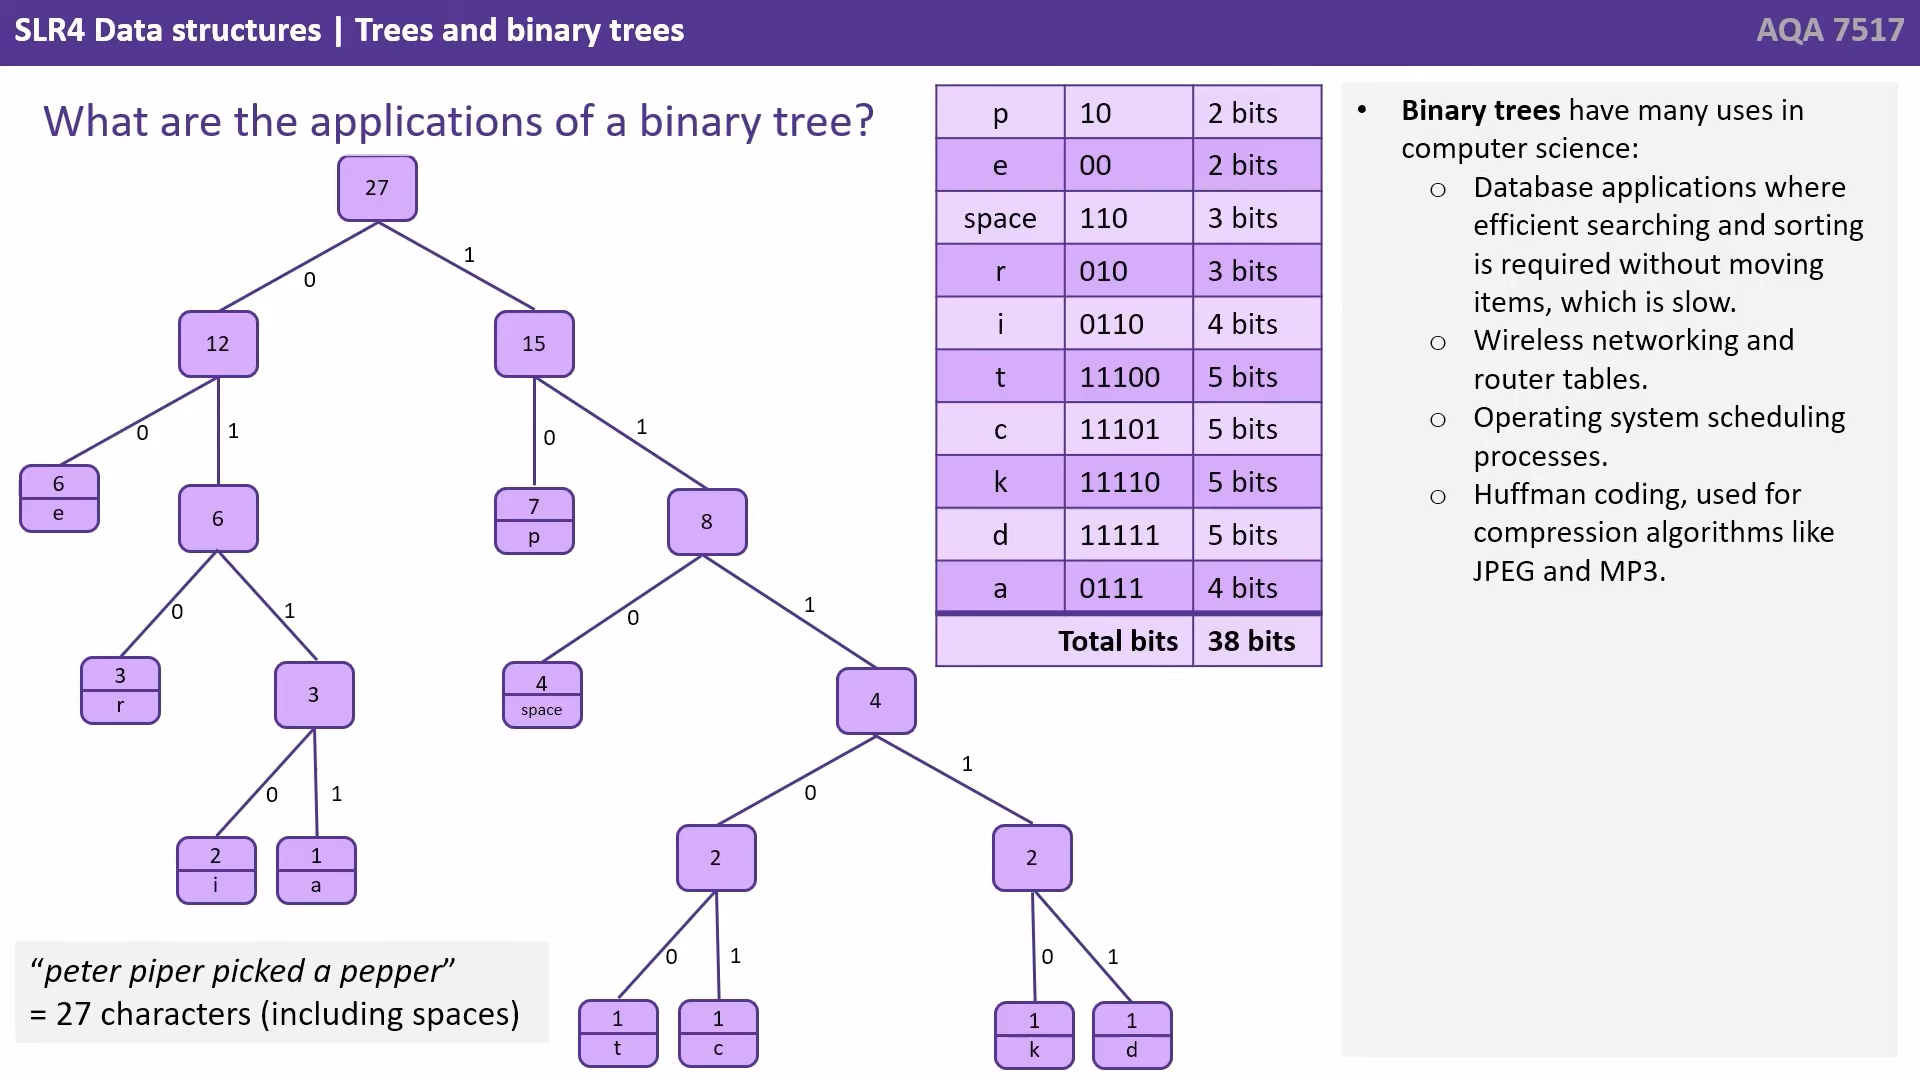 SLR4 Data structures | Trees and binary trees
AQA 7517
What are the applications of a binary tree?
27
0
1
12
15
0
1
0
1
6
e
6
7
p
8
0
1
0
1
3
r
3
4
space
4
0
1
0
1
2
i
1
a
2
2
0
1
0
1
1
t
1
c
1
k
1
d
"peter piper picked a pepper"
= 27 characters (including spaces)
p 10 2 bits
e 00 2 bits
space 110 3 bits
r 010 3 bits
i 0110 4 bits
t 11100 5 bits
c 11101 5 bits
k 11110 5 bits
d 11111 5 bits
a 0111 4 bits
Total bits 38 bits
• Binary trees have many uses in
computer science:
o Database applications where
efficient searching and sorting
is required without moving
items, which is slow.
o Wireless networking and
router tables.
o Operating system scheduling
processes.
o Huffman coding, used for
compression algorithms like
JPEG and MP3.